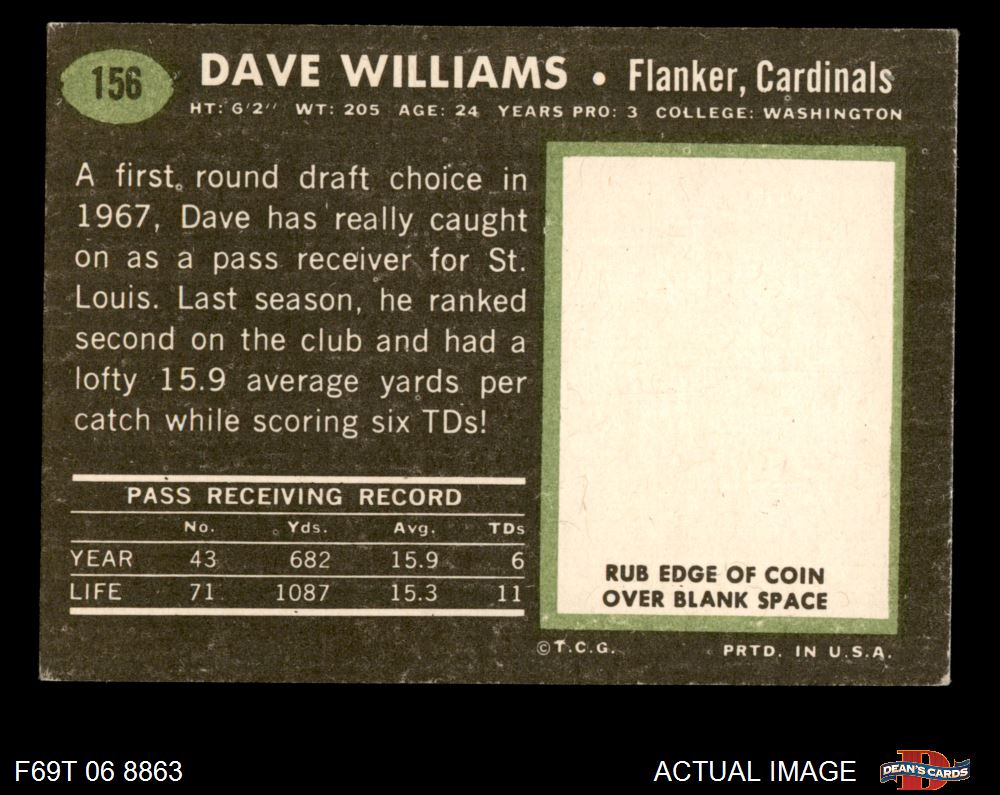 156
DAVE WILLIAMS • Flanker, Cardinals
HT: 6'2'' WT: 205 AGE: 24 YEARS PRO: 3 COLLEGE: WASHINGTON
A first round draft choice in
1967, Dave has really caught
on as a pass receiver for St.
Louis. Last season, he ranked
second on the club and had a
lofty 15.9 average yards per
catch while scoring six TDs!
PASS RECEIVING RECORD
No. Yds. Avg. TDs
YEAR 43 682 15.9 6
LIFE 71 1087 15.3 11
RUB EDGE OF COIN
OVER BLANK SPACE
©T.C.G. PRTD. IN U.S.A.
F69T 06 8863
ACTUAL IMAGE
D
DEAN'S CARDS